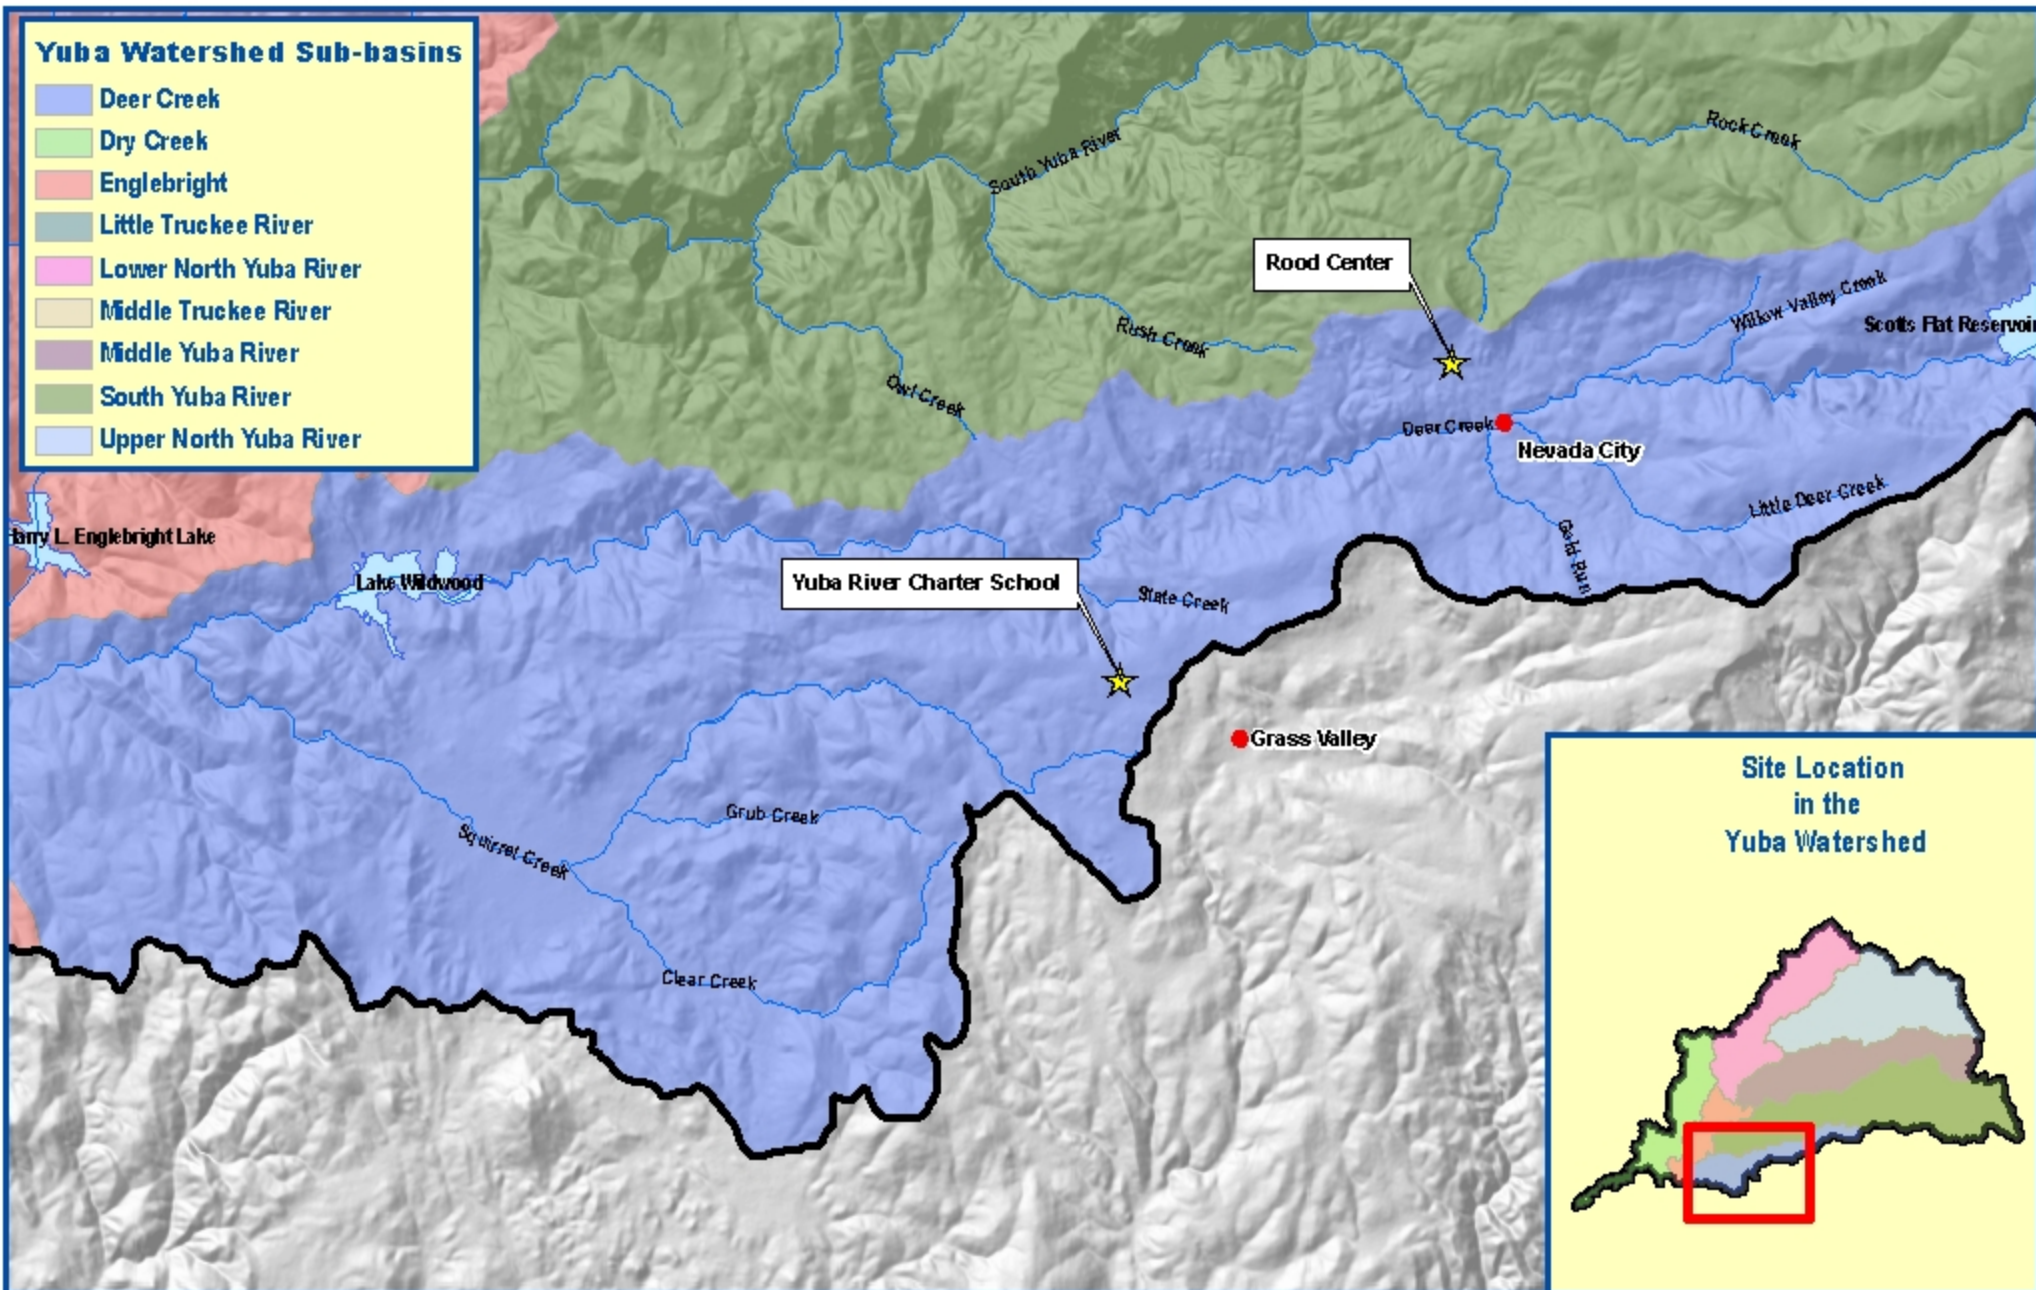 Yuba Watershed Sub-basins
Deer Creek
Dry Creek
Englebright
Little Truckee River
Lower North Yuba River
Middle Truckee River
Middle Yuba River
South Yuba River
Upper North Yuba River
Rock Creek
South Yuba River
Rood Center
Willow Valley Creek
Scotts Flat Reservoir
Rush Creek
Owl Creek
Deer Creek
Nevada City
Little Deer Creek
Gold Run
Harry L. Englebright Lake
Lake Wildwood
Yuba River Charter School
State Creek
Grass Valley
Grub Creek
Squirrel Creek
Clear Creek
Site Location
in the
Yuba Watershed